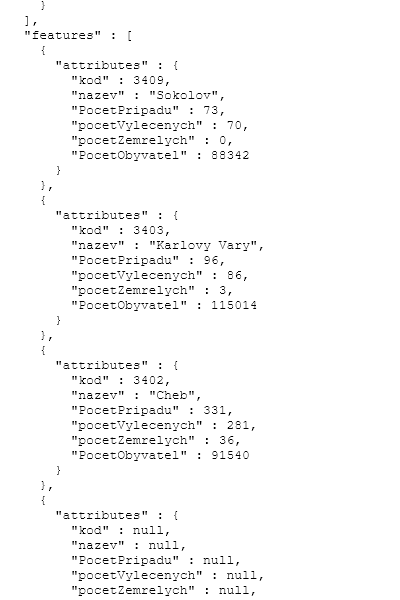 }
],
"features" : [
{
"attributes" : {
"kod" : 3409,
"nazev" : "Sokolov",
"PocetPripadu" : 73,
"pocetVylecenych" : 70,
"pocetZemrelych" : 0,
"PocetObyvatel" : 88342
}
},
{
"attributes" : {
"kod" : 3403,
"nazev" : "Karlovy Vary",
"PocetPripadu" : 96,
"pocetVylecenych" : 86,
"pocetZemrelych" : 3,
"PocetObyvatel" : 115014
}
},
{
"attributes" : {
"kod" : 3402,
"nazev" : "Cheb",
"PocetPripadu" : 331,
"pocetVylecenych" : 281,
"pocetZemrelych" : 36,
"PocetObyvatel" : 91540
}
},
{
"attributes" : {
"kod" : null,
"nazev" : null,
"PocetPripadu" : null,
"pocetVylecenych" : null,
"pocetZemrelych" : null,